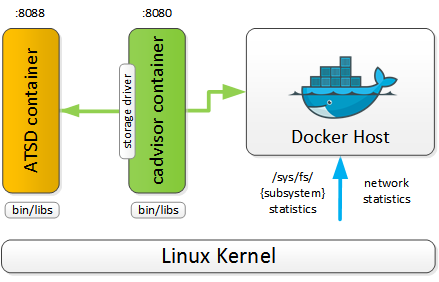 :8088
:8080
ATSD container
storage driver
cadvisor container
Docker Host
bin/libs
bin/libs
/sys/fs/
{subsystem}
statistics
network
statistics
Linux Kernel